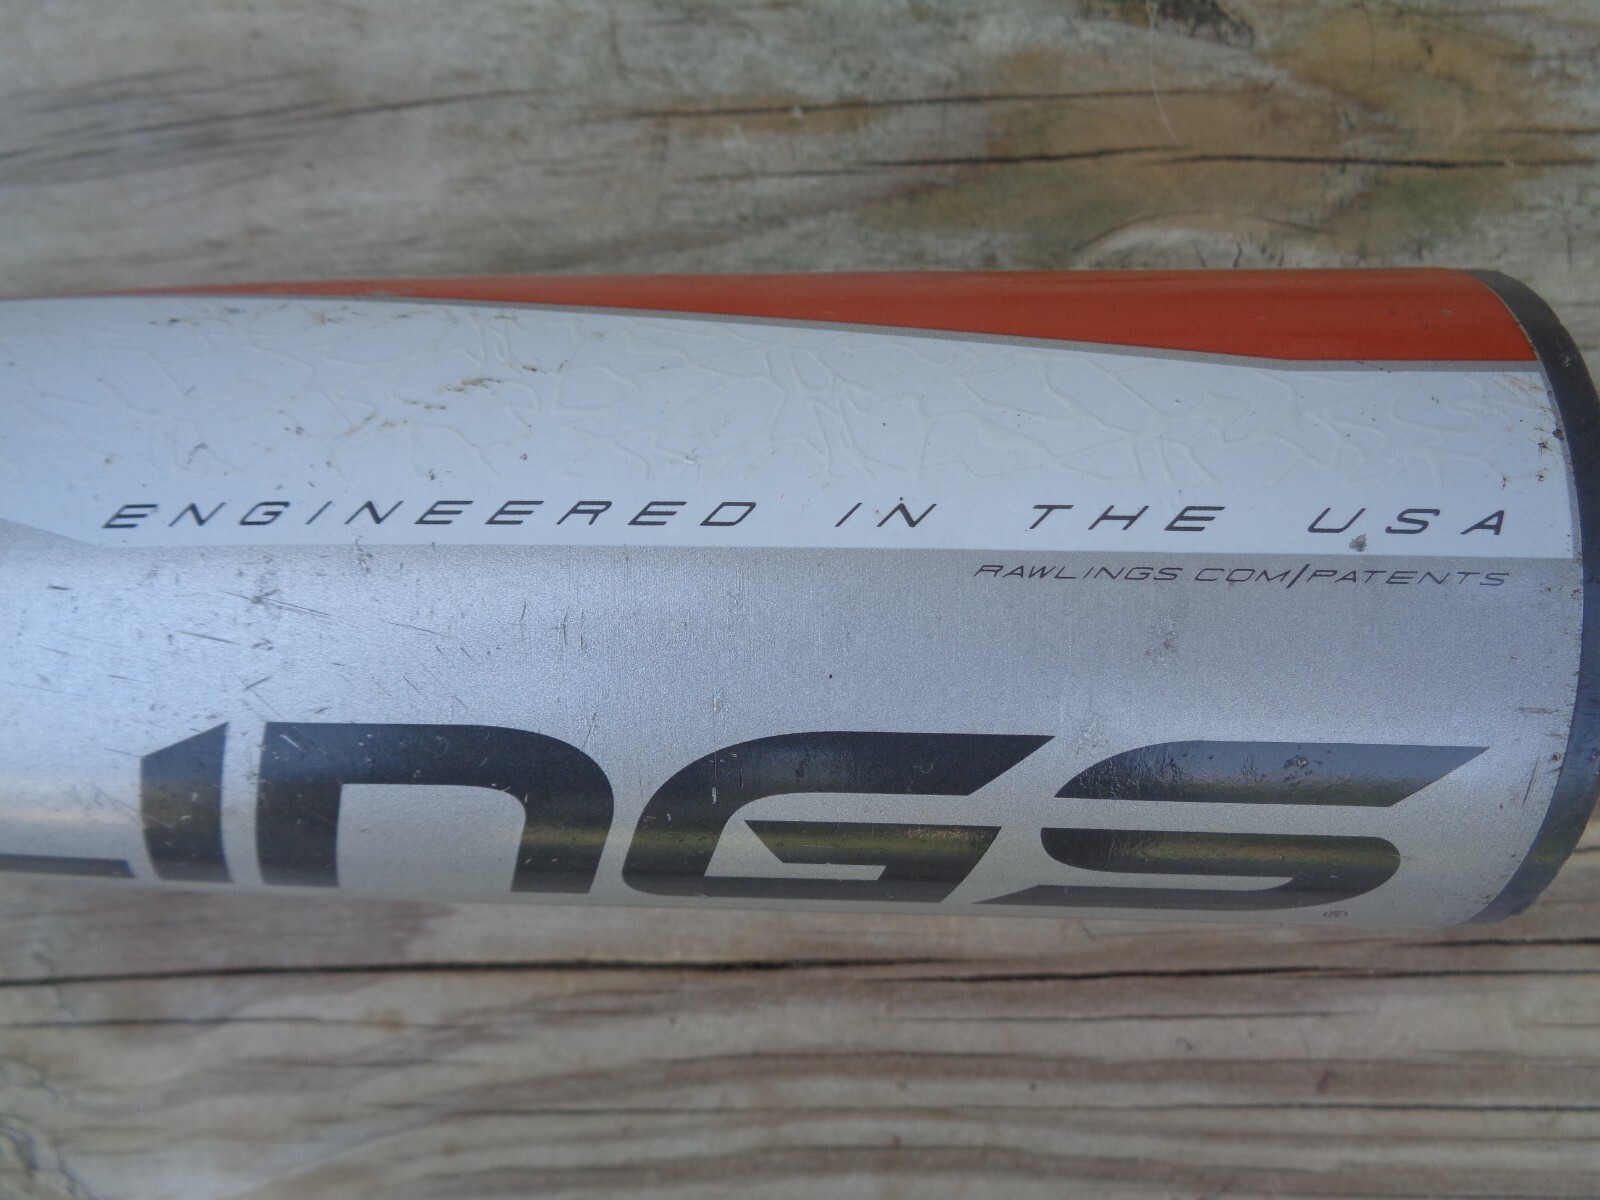 ENGINEERED IN THE USA
RAWLINGS.COM/PATENTS
LINGS®